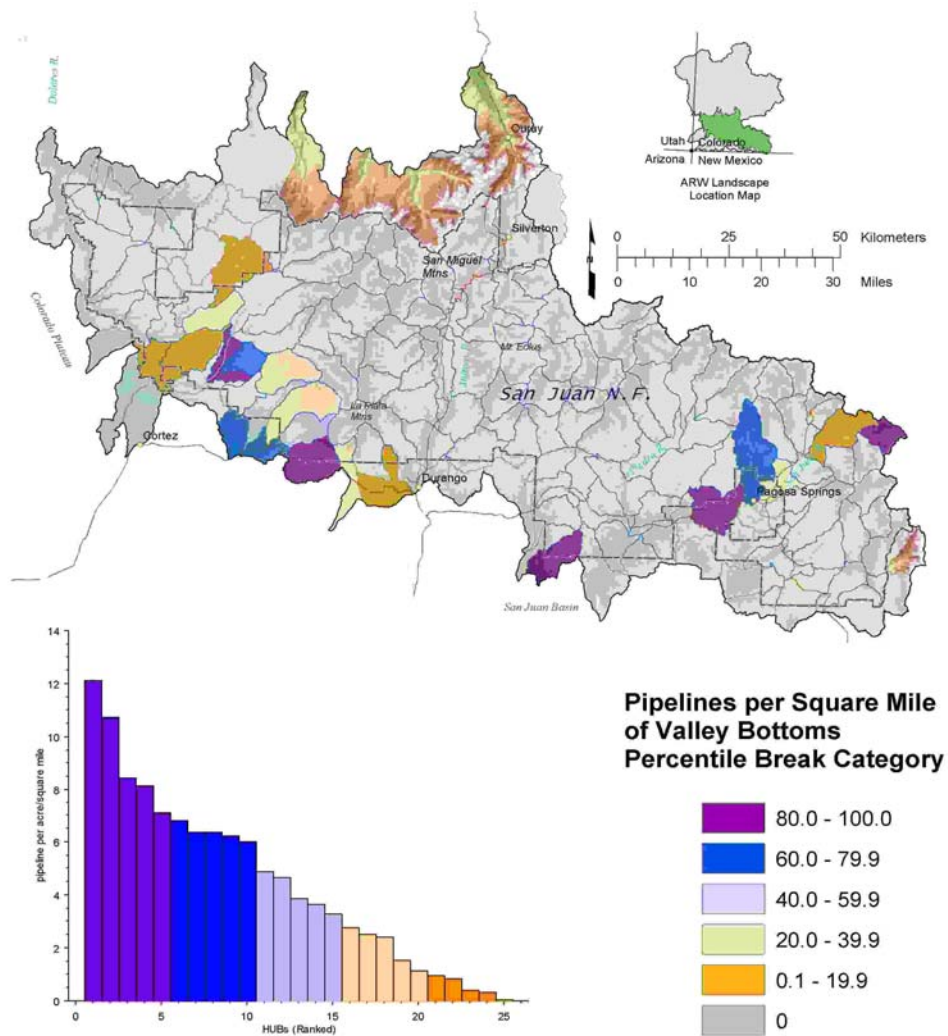 Dolores R.
Ouray
Utah
Colorado
Arizona
New Mexico
ARW Landscape
Location Map
Silverton
San Miguel
Mtns
0 25 50 Kilometers
0 10 20 30 Miles
Colorado Plateau
Mt. Eolus
San Juan N.F.
La Plata
Mtns
Cortez
Durango
Pagosa Springs
San Juan Basin
14
12
10
8
6
4
2
0
pipeline per acre/square mile
0 5 10 15 20 25
HUBs (Ranked)
Pipelines per Square Mile
of Valley Bottoms
Percentile Break Category
80.0 - 100.0
60.0 - 79.9
40.0 - 59.9
20.0 - 39.9
0.1 - 19.9
0